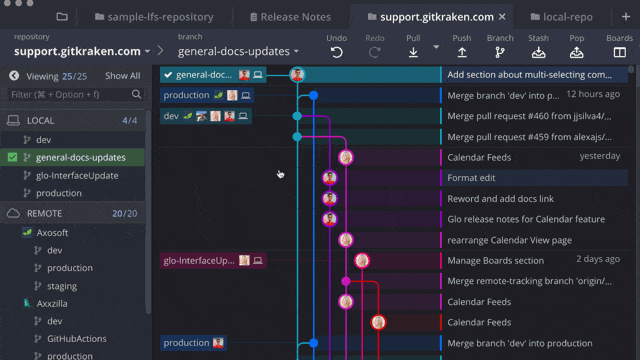 sample-lfs-repository
Release Notes
support.gitkraken.com
local-repo
repository
support.gitkraken.com
branch
general-docs-updates
Undo
Redo
Pull
Push
Branch
Stash
Pop
Boards
Viewing 25/25
Show All
Filter (⌘ + Option + f)
LOCAL
4/4
dev
general-docs-updates
glo-InterfaceUpdate
production
REMOTE
20/20
Axosoft
dev
production
staging
Axxzilla
dev
GitHubActions
production
general-doc...
Add section about multi-selecting com...
production
Merge branch 'dev' into p...
12 hours ago
dev
Merge pull request #460 from jjsilva4/...
Merge pull request #459 from alexajs/...
Calendar Feeds
yesterday
Format edit
Reword and add docs link
Glo release notes for Calendar feature
rearrange Calendar View page
glo-InterfaceUp...
Manage Boards section
2 days ago
Merge remote-tracking branch 'origin/...
Calendar Feeds
Calendar Feeds
production
Merge branch 'dev' into production